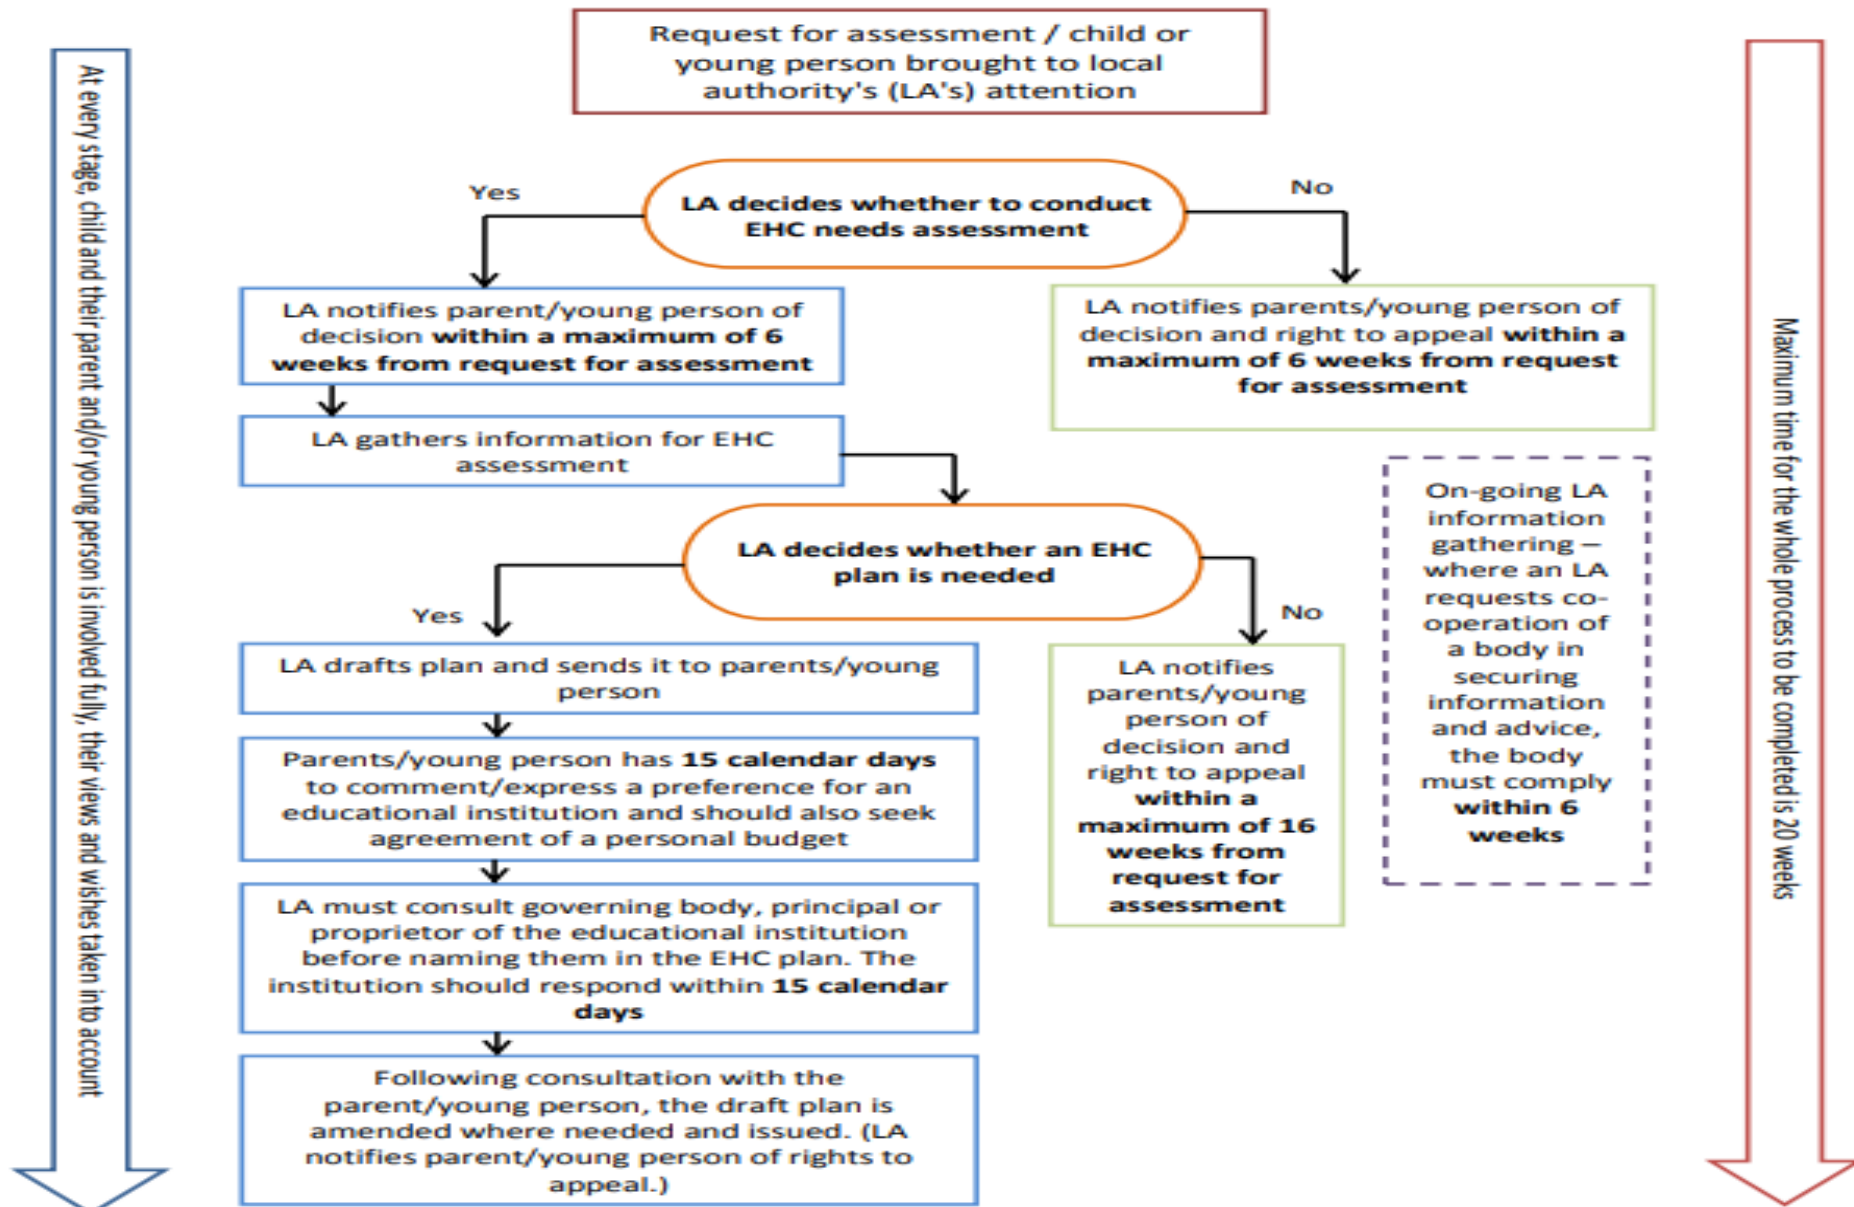 Request for assessment / child or
young person brought to local
authority's (LA's) attention
At every stage, child and their parent and/or young person is involved fully, their views and wishes taken into account
Maximum time for the whole process to be completed is 20 weeks
LA decides whether to conduct
EHC needs assessment
Yes
No
LA notifies parent/young person of
decision within a maximum of 6
weeks from request for assessment
LA notifies parents/young person of
decision and right to appeal within a
maximum of 6 weeks from request
for assessment
LA gathers information for EHC
assessment
LA decides whether an EHC
plan is needed
Yes
No
On-going LA
information
gathering –
where an LA
requests co-
operation of
a body in
securing
information
and advice,
the body
must comply
within 6
weeks
LA drafts plan and sends it to parents/young
person
LA notifies
parents/young
person of
decision and
right to appeal
within a
maximum of 16
weeks from
request for
assessment
Parents/young person has 15 calendar days
to comment/express a preference for an
educational institution and should also seek
agreement of a personal budget
LA must consult governing body, principal or
proprietor of the educational institution
before naming them in the EHC plan. The
institution should respond within 15 calendar
days
Following consultation with the
parent/young person, the draft plan is
amended where needed and issued. (LA
notifies parent/young person of rights to
appeal.)